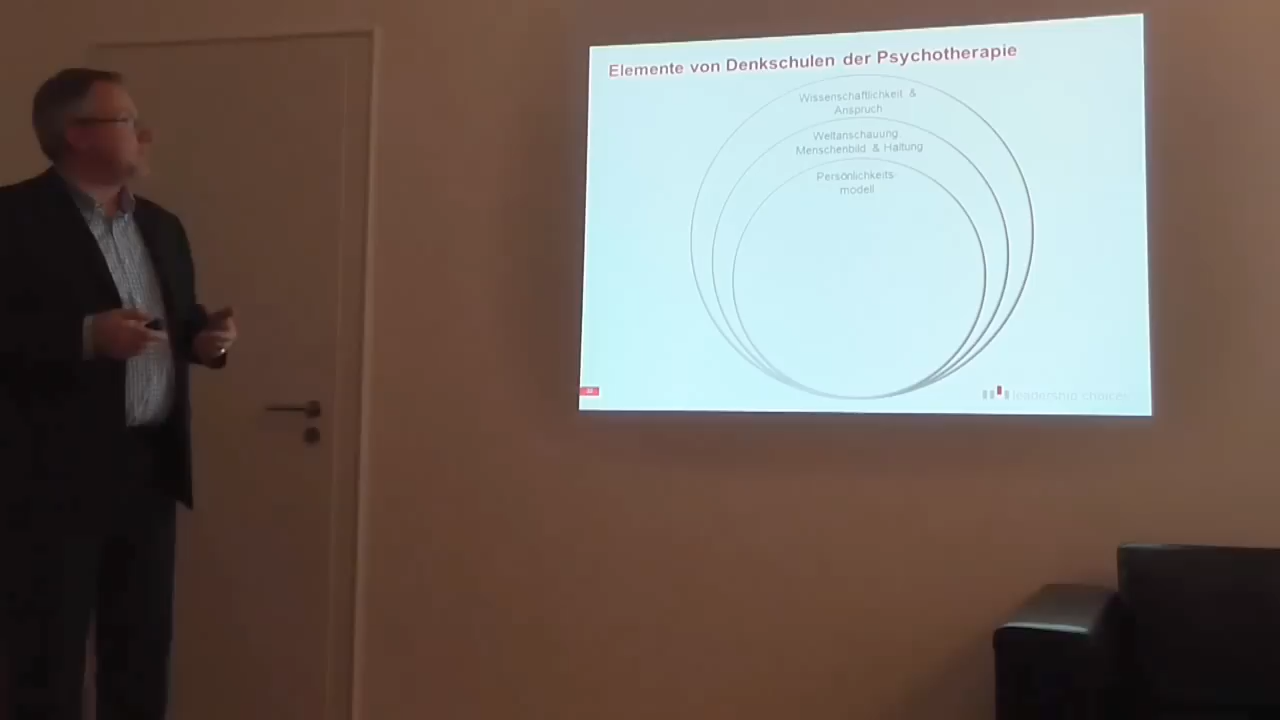 Elemente von Denkschulen der Psychotherapie
Wissenschaftlichkeit &
Anspruch
Weltanschauung
Menschenbild & Haltung
Persönlichkeits-
modell
leadership choices